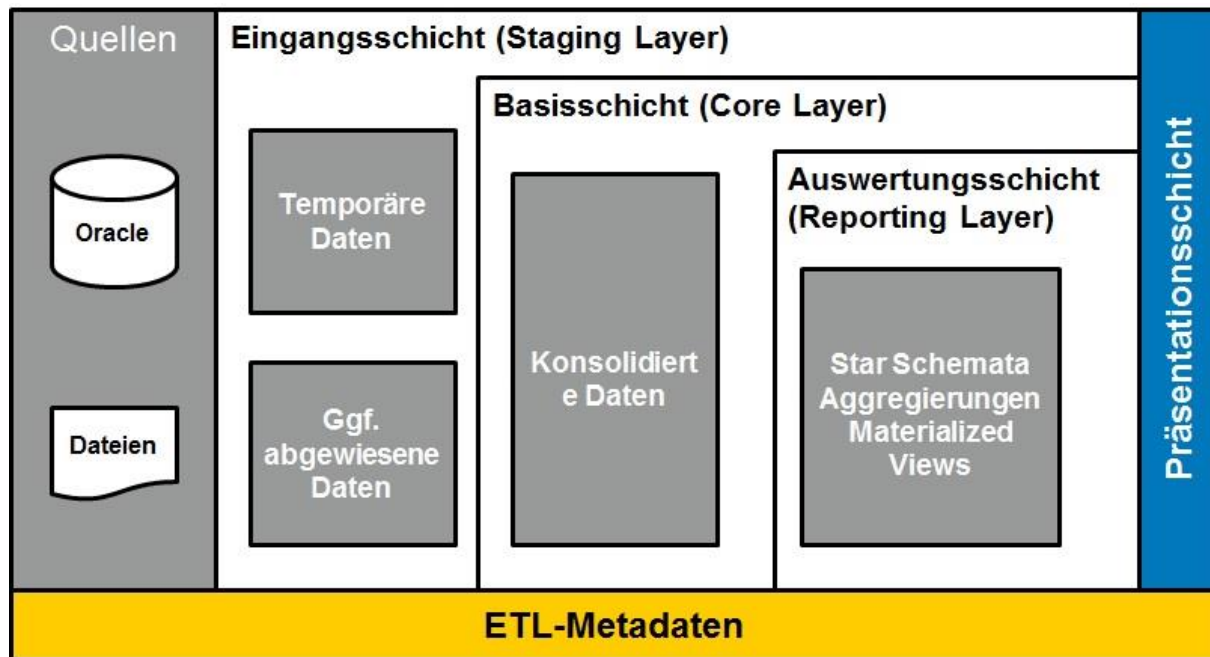 Quellen
Oracle
Dateien
Eingangsschicht (Staging Layer)
Temporäre
Daten
Ggf.
abgewiesene
Daten
Basisschicht (Core Layer)
Konsolidiert
e Daten
Auswertungsschicht
(Reporting Layer)
Star Schemata
Aggregierungen
Materialized
Views
Präsentationsschicht
ETL-Metadaten